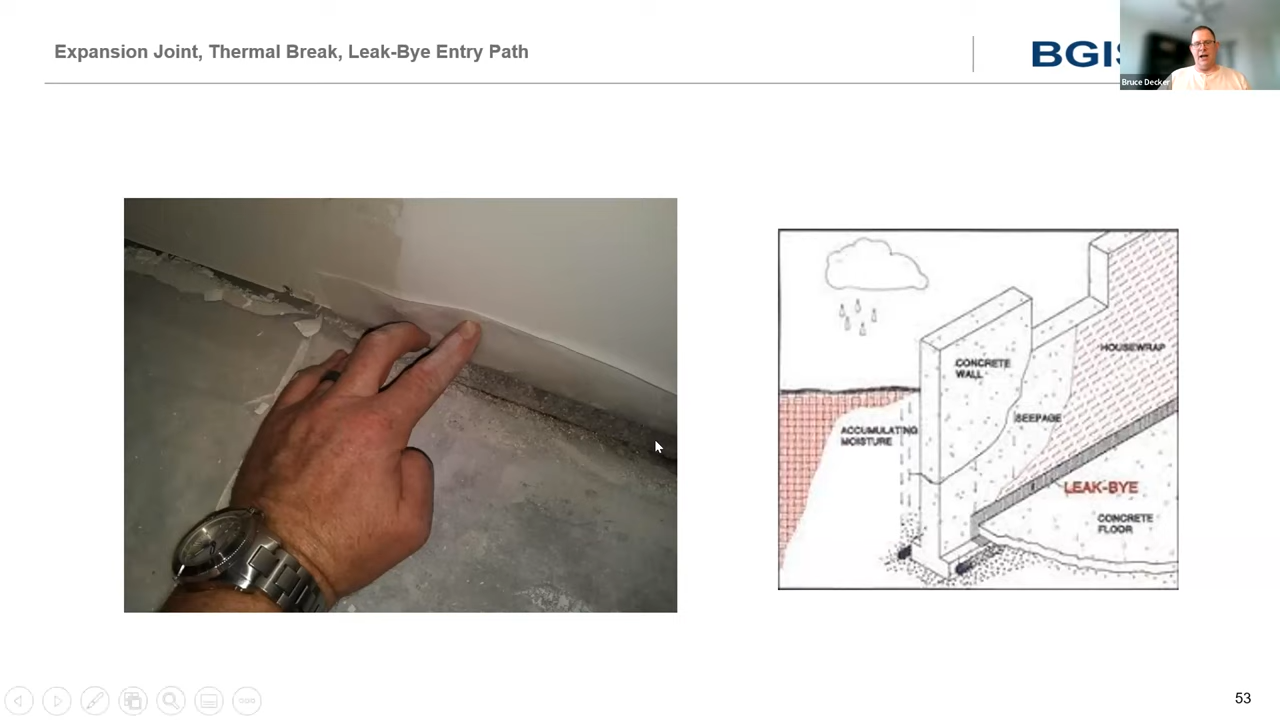 Expansion Joint, Thermal Break, Leak-Bye Entry Path
BGIS
Bruce Decker
CONCRETE
WALL
HOUSEWRAP
SEEPAGE
ACCUMULATING
MOISTURE
LEAK-BYE
CONCRETE
FLOOR
53